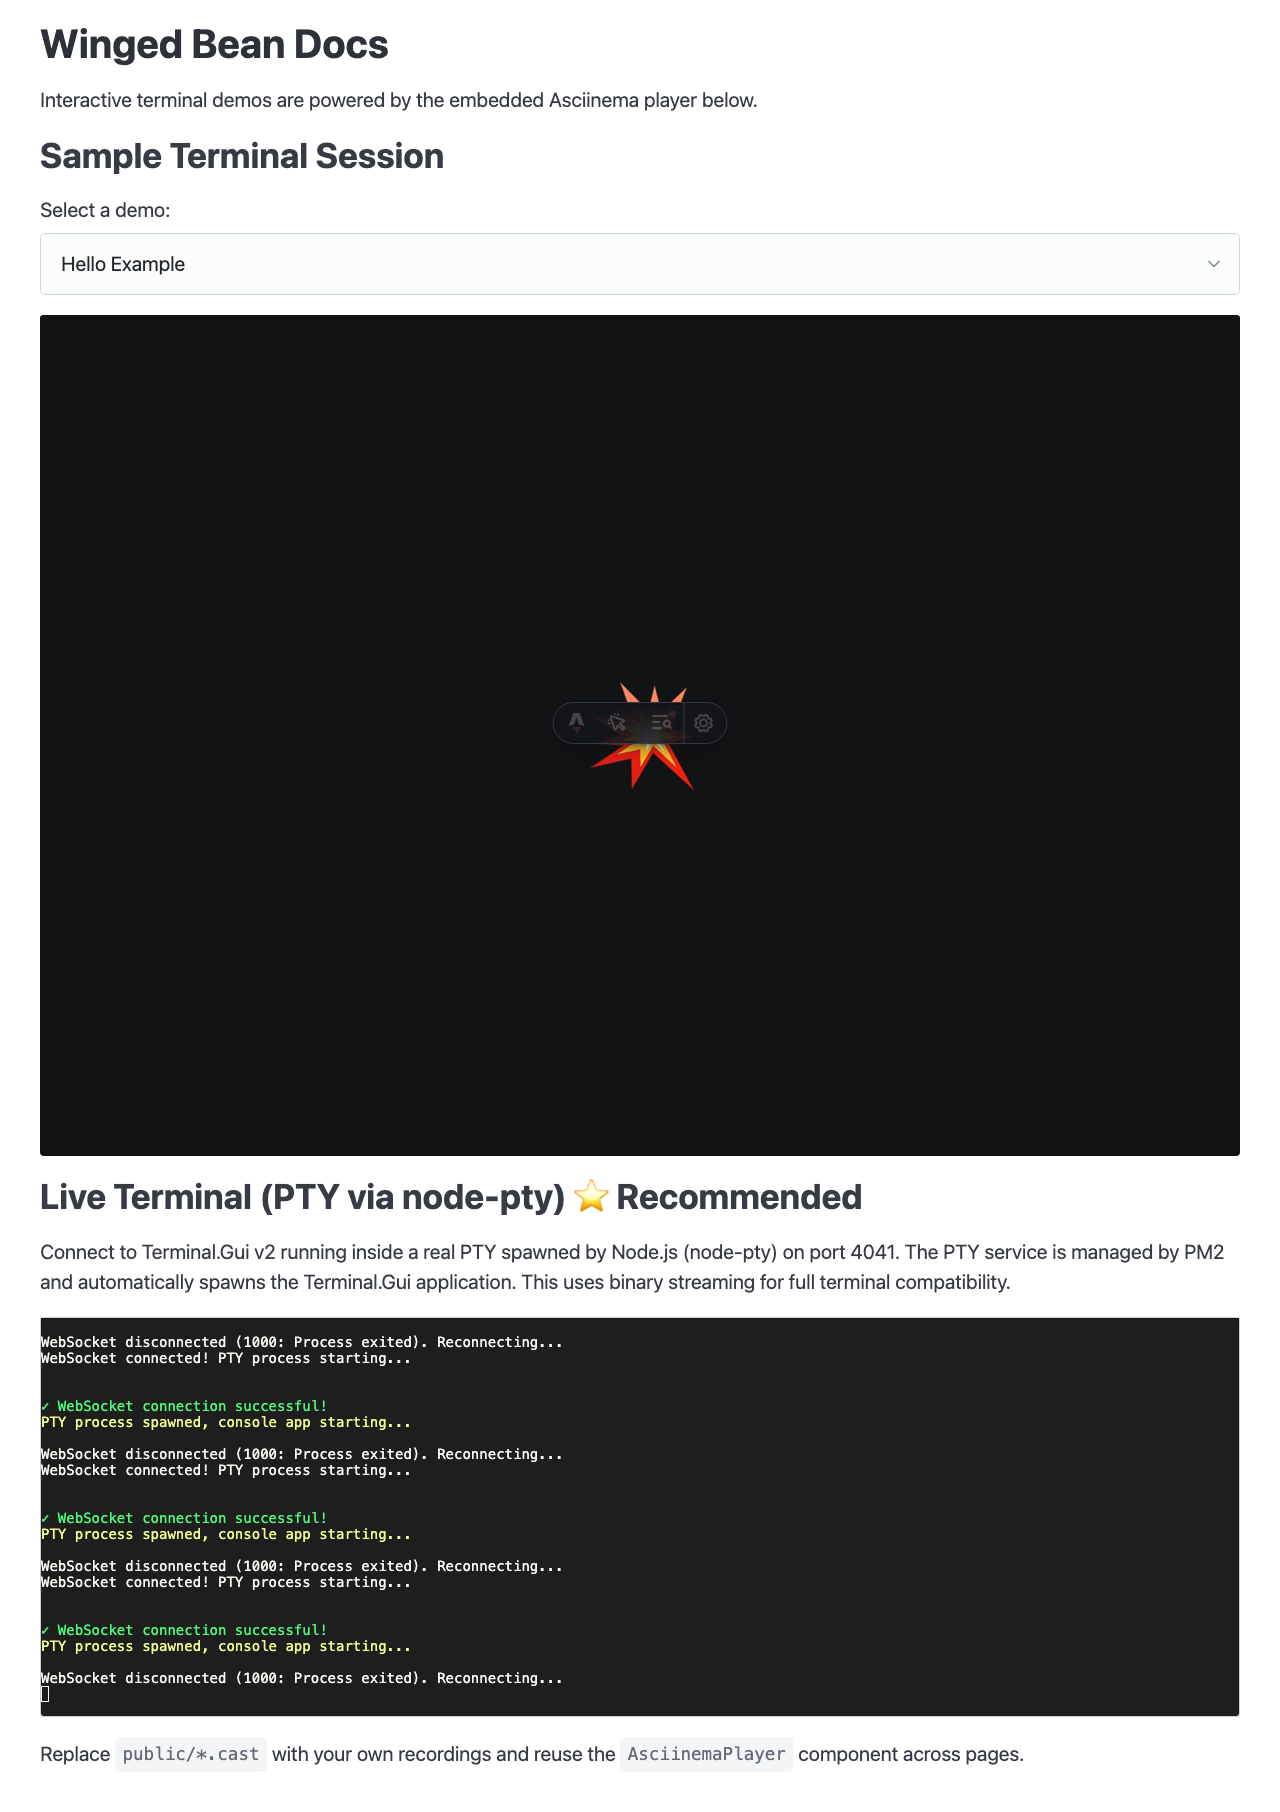 Winged Bean Docs
Interactive terminal demos are powered by the embedded Asciinema player below.
Sample Terminal Session
Select a demo:
Hello Example
Live Terminal (PTY via node-pty) ⭐ Recommended
Connect to Terminal.Gui v2 running inside a real PTY spawned by Node.js (node-pty) on port 4041. The PTY service is managed by PM2
and automatically spawns the Terminal.Gui application. This uses binary streaming for full terminal compatibility.
WebSocket disconnected (1000: Process exited). Reconnecting...
WebSocket connected! PTY process starting...
✓ WebSocket connection successful!
PTY process spawned, console app starting...
WebSocket disconnected (1000: Process exited). Reconnecting...
WebSocket connected! PTY process starting...
✓ WebSocket connection successful!
PTY process spawned, console app starting...
WebSocket disconnected (1000: Process exited). Reconnecting...
WebSocket connected! PTY process starting...
✓ WebSocket connection successful!
PTY process spawned, console app starting...
WebSocket disconnected (1000: Process exited). Reconnecting...
Replace public/*.cast with your own recordings and reuse the AsciinemaPlayer component across pages.